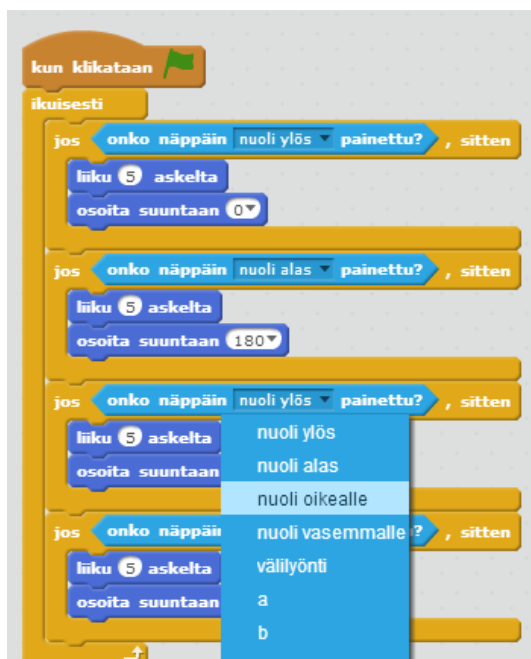 kun klikataan
ikuisesti
jos onko näppäin nuoli ylös painettu? , sitten
liiku 5 askelta
osoita suuntaan 0
jos onko näppäin nuoli alas painettu? , sitten
liiku 5 askelta
osoita suuntaan 180
jos onko näppäin nuoli ylös painettu? , sitten
liiku 5 askelta
osoita suuntaan
jos onko ?, sitten
liiku 5 askelta
osoita suuntaan
nuoli ylös
nuoli alas
nuoli oikealle
nuoli vasemmalle
välilyönti
a
b